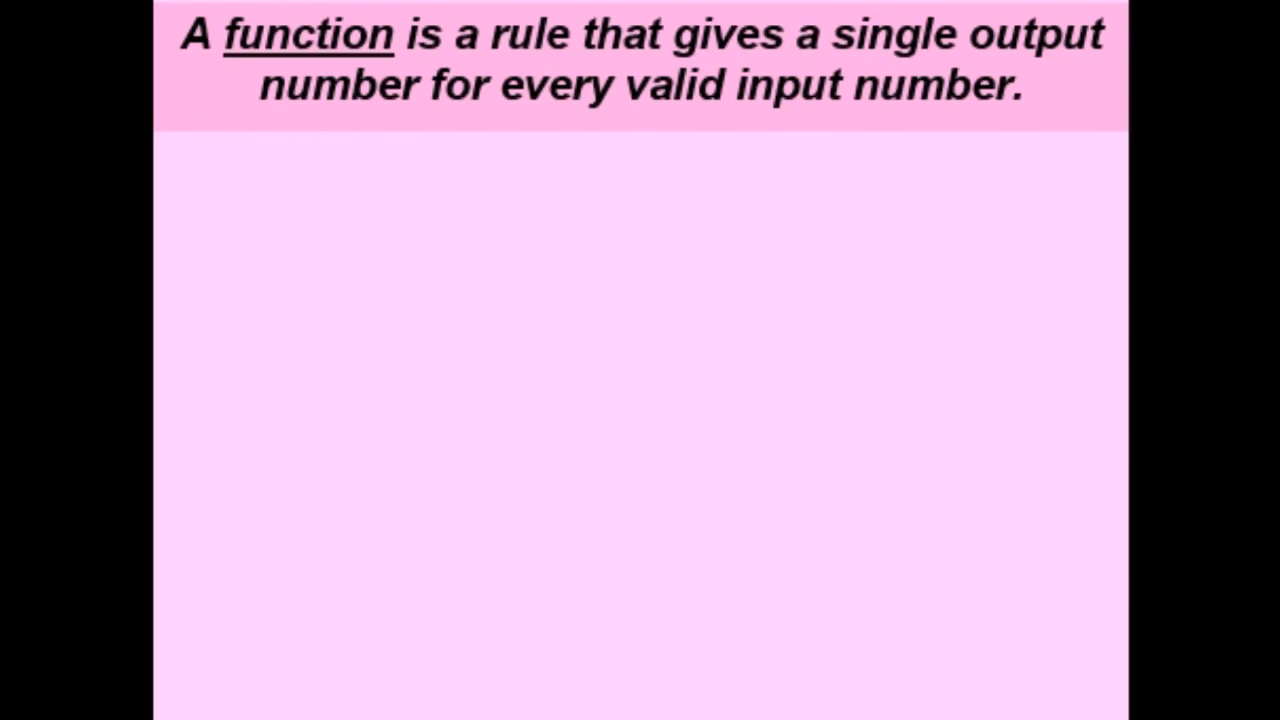 A function is a rule that gives a single output
number for every valid input number.